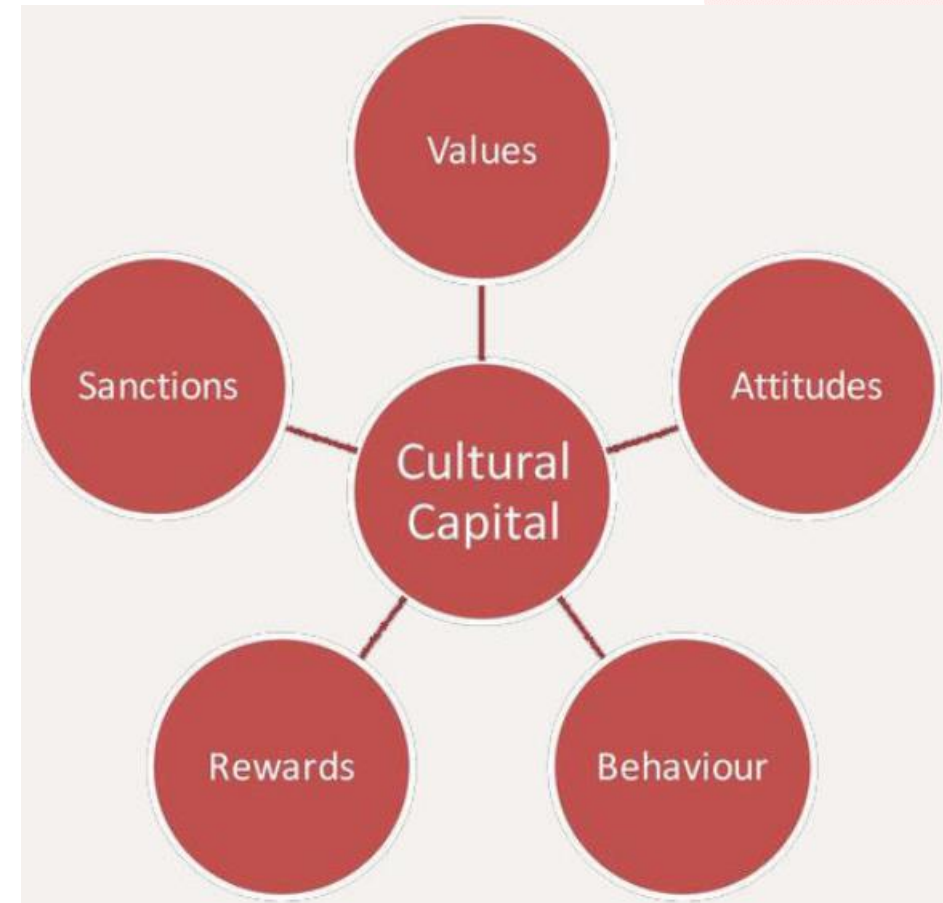 Values
Sanctions
Attitudes
Cultural
Capital
Rewards
Behaviour